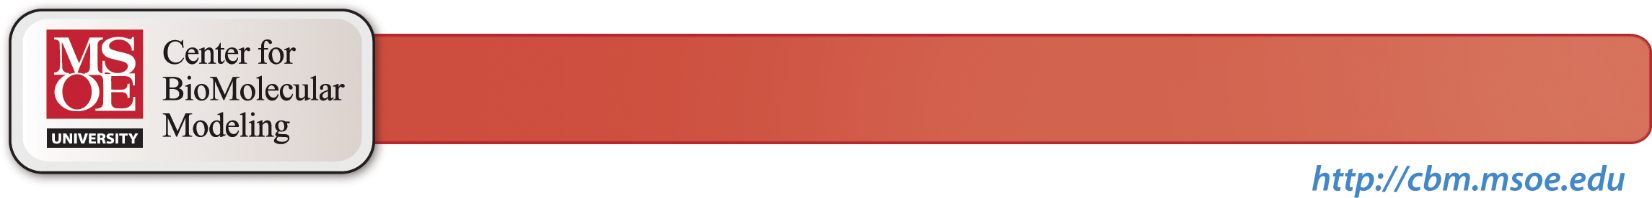 MS
OE
UNIVERSITY
Center for
BioMolecular
Modeling
http://cbm.msoe.edu